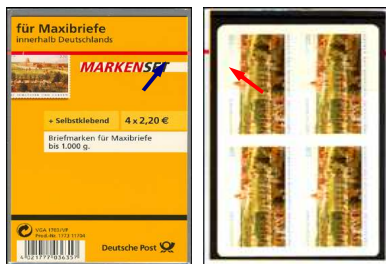 für Maxibriefe
innerhalb Deutschlands
MARKENSET
+ Selbstklebend 4 x 2,20 €
Briefmarken für Maxibriefe
bis 1.000 g.
Deutsche Post